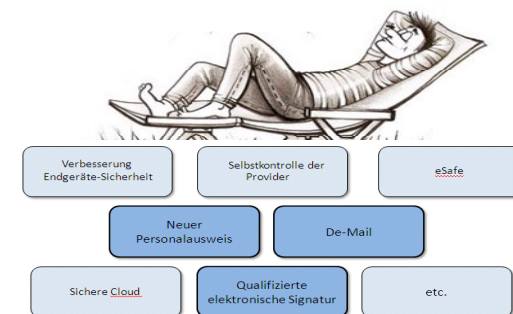 Verbesserung
Endgeräte-Sicherheit
Selbstkontrolle der
Provider
eSafe
Neuer
Personalausweis
De-Mail
Sichere Cloud
Qualifizierte
elektronische Signatur
etc.